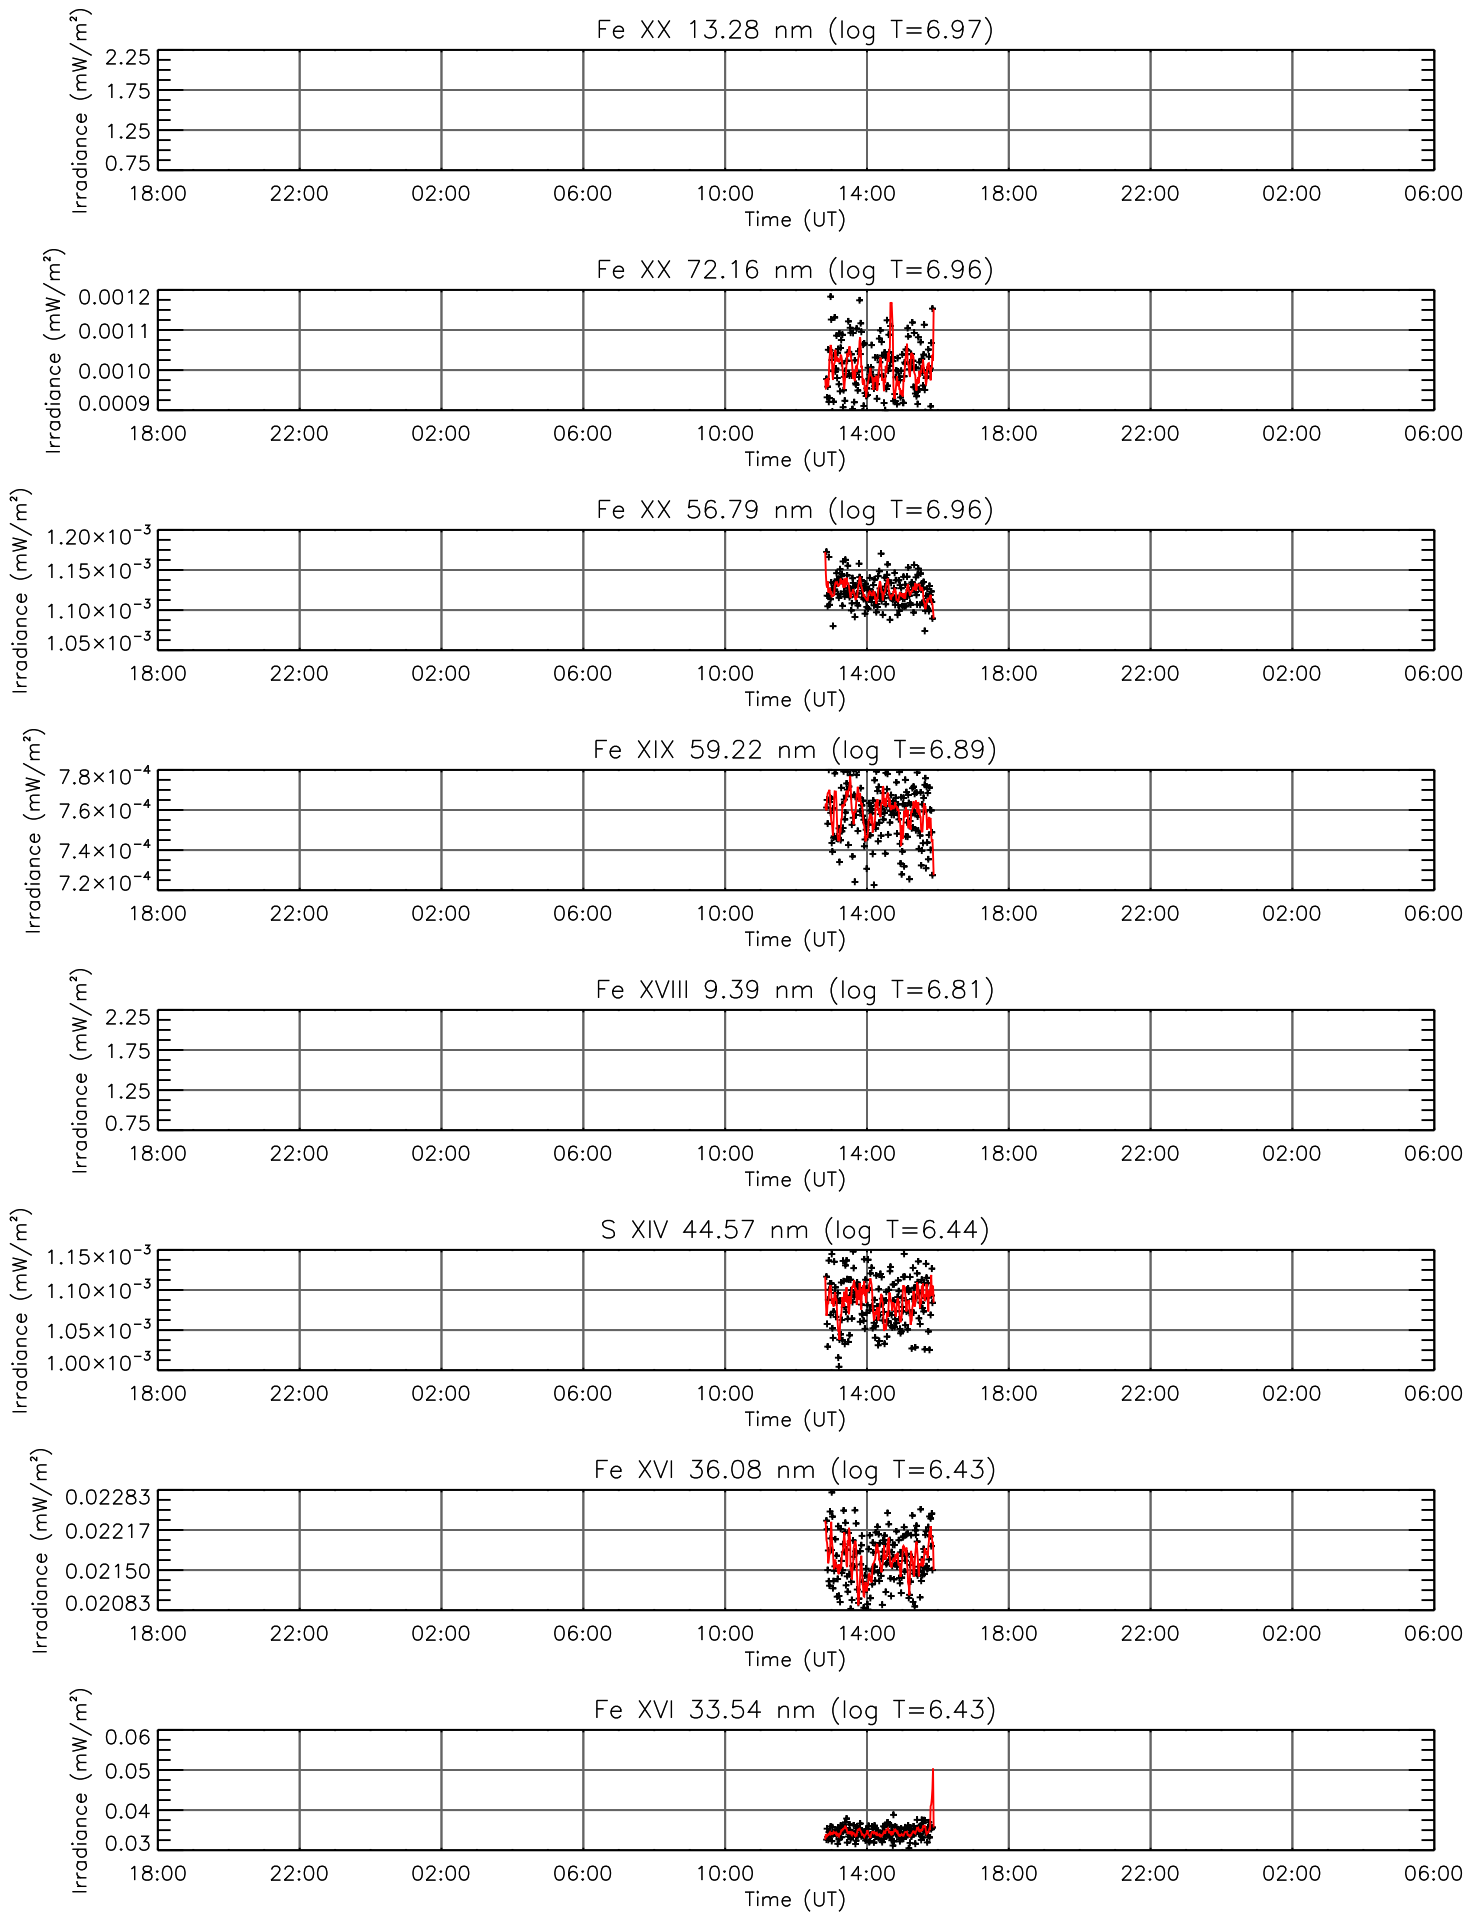 Fe XX 13.28 nm (log T=6.97)
Irradiance (mW/m²)
2.25
1.75
1.25
0.75
18:00 22:00 02:00 06:00 10:00 14:00 18:00 22:00 02:00 06:00
Time (UT)
Fe XX 72.16 nm (log T=6.96)
Irradiance (mW/m²)
0.0012
0.0011
0.0010
0.0009
18:00 22:00 02:00 06:00 10:00 14:00 18:00 22:00 02:00 06:00
Time (UT)
Fe XX 56.79 nm (log T=6.96)
Irradiance (mW/m²)
1.20×10⁻³
1.15×10⁻³
1.10×10⁻³
1.05×10⁻³
18:00 22:00 02:00 06:00 10:00 14:00 18:00 22:00 02:00 06:00
Time (UT)
Fe XIX 59.22 nm (log T=6.89)
Irradiance (mW/m²)
7.8×10⁻⁴
7.6×10⁻⁴
7.4×10⁻⁴
7.2×10⁻⁴
18:00 22:00 02:00 06:00 10:00 14:00 18:00 22:00 02:00 06:00
Time (UT)
Fe XVIII 9.39 nm (log T=6.81)
Irradiance (mW/m²)
2.25
1.75
1.25
0.75
18:00 22:00 02:00 06:00 10:00 14:00 18:00 22:00 02:00 06:00
Time (UT)
S XIV 44.57 nm (log T=6.44)
Irradiance (mW/m²)
1.15×10⁻³
1.10×10⁻³
1.05×10⁻³
1.00×10⁻³
18:00 22:00 02:00 06:00 10:00 14:00 18:00 22:00 02:00 06:00
Time (UT)
Fe XVI 36.08 nm (log T=6.43)
Irradiance (mW/m²)
0.02283
0.02217
0.02150
0.02083
18:00 22:00 02:00 06:00 10:00 14:00 18:00 22:00 02:00 06:00
Time (UT)
Fe XVI 33.54 nm (log T=6.43)
Irradiance (mW/m²)
0.06
0.05
0.04
0.03
18:00 22:00 02:00 06:00 10:00 14:00 18:00 22:00 02:00 06:00
Time (UT)